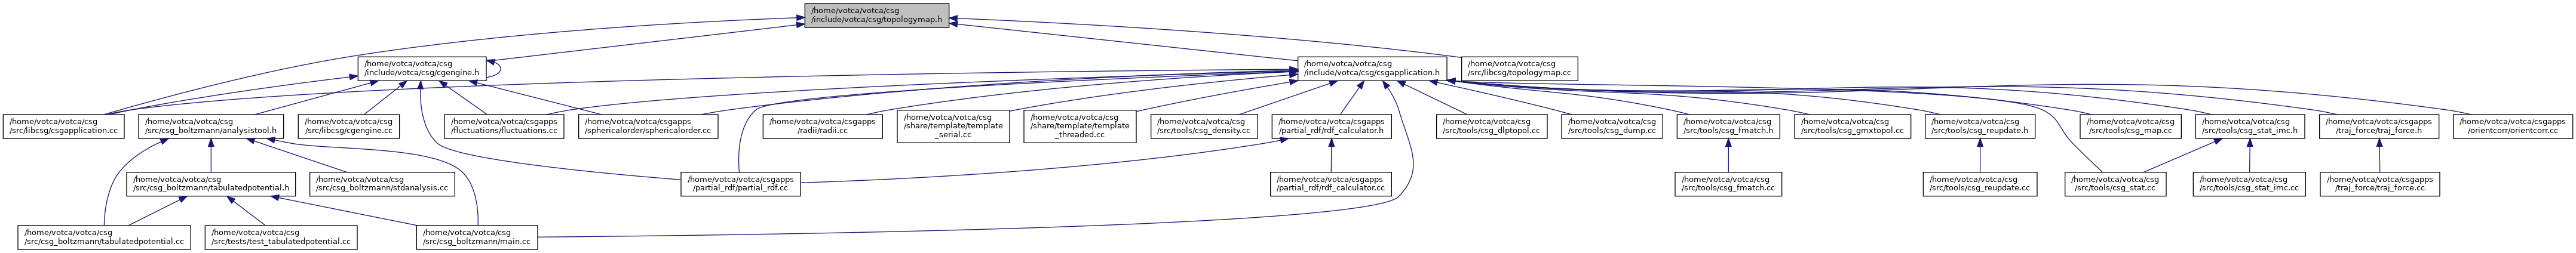 /home/votca/votca/csg
/include/votca/csg/topologymap.h
/home/votca/votca/csg
/include/votca/csg/cgengine.h
/home/votca/votca/csg
/include/votca/csg/csgapplication.h
/home/votca/votca/csg
/src/libcsg/topologymap.cc
/home/votca/votca/csg
/src/libcsg/csgapplication.cc
/home/votca/votca/csg
/src/csg_boltzmann/analysistool.h
/home/votca/votca/csg
/src/libcsg/cgengine.cc
/home/votca/votca/csgapps
/fluctuations/fluctuations.cc
/home/votca/votca/csgapps
/sphericalorder/sphericalorder.cc
/home/votca/votca/csgapps
/radii/radii.cc
/home/votca/votca/csg
/share/template/template
_serial.cc
/home/votca/votca/csg
/share/template/template
_threaded.cc
/home/votca/votca/csg
/src/tools/csg_density.cc
/home/votca/votca/csgapps
/partial_rdf/rdf_calculator.h
/home/votca/votca/csg
/src/tools/csg_dlptopol.cc
/home/votca/votca/csg
/src/tools/csg_dump.cc
/home/votca/votca/csg
/src/tools/csg_fmatch.h
/home/votca/votca/csg
/src/tools/csg_gmxtopol.cc
/home/votca/votca/csg
/src/tools/csg_reupdate.h
/home/votca/votca/csg
/src/tools/csg_map.cc
/home/votca/votca/csg
/src/tools/csg_stat_imc.h
/home/votca/votca/csgapps
/traj_force/traj_force.h
/home/votca/votca/csgapps
/orientcorr/orientcorr.cc
/home/votca/votca/csg
/src/csg_boltzmann/tabulatedpotential.h
/home/votca/votca/csg
/src/csg_boltzmann/stdanalysis.cc
/home/votca/votca/csgapps
/partial_rdf/partial_rdf.cc
/home/votca/votca/csgapps
/partial_rdf/rdf_calculator.cc
/home/votca/votca/csg
/src/tools/csg_fmatch.cc
/home/votca/votca/csg
/src/tools/csg_reupdate.cc
/home/votca/votca/csg
/src/tools/csg_stat.cc
/home/votca/votca/csg
/src/tools/csg_stat_imc.cc
/home/votca/votca/csgapps
/traj_force/traj_force.cc
/home/votca/votca/csg
/src/csg_boltzmann/tabulatedpotential.cc
/home/votca/votca/csg
/src/tests/test_tabulatedpotential.cc
/home/votca/votca/csg
/src/csg_boltzmann/main.cc